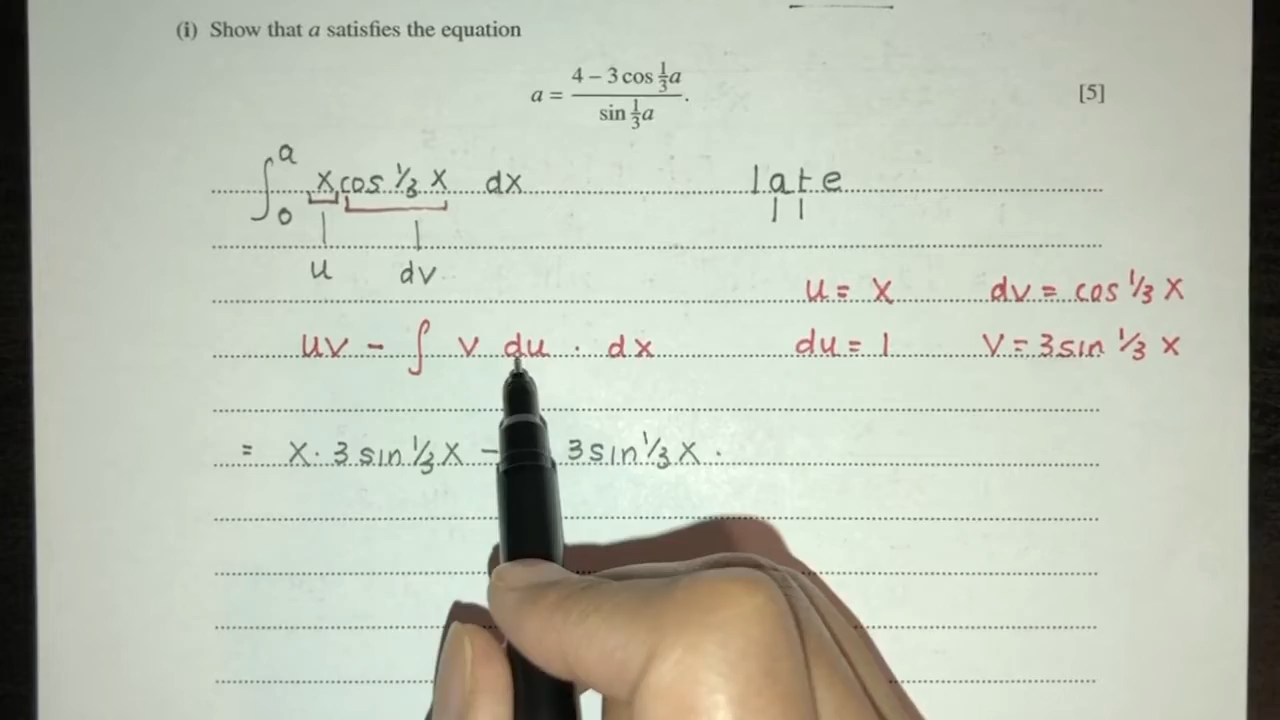 (i) Show that a satisfies the equation
a = (4 – 3 cos ⅓a) / (sin ⅓a).
[5]
∫₀ᵃ x cos ⅓ x dx
late
u dv
u = x dv = cos ⅓ x
uv - ∫ v du · dx
du = 1 v = 3 sin ⅓ x
= x · 3 sin ⅓ x - 3 sin ⅓ x ·